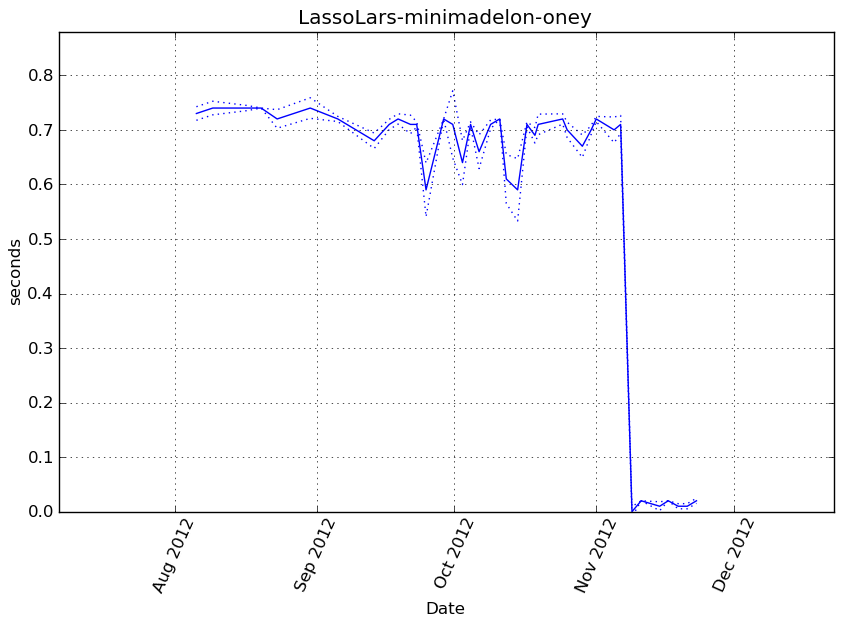 LassoLars-minimadelon-oney
0.8
0.7
0.6
0.5
0.4
0.3
0.2
0.1
0.0
seconds
Aug 2012
Sep 2012
Oct 2012
Nov 2012
Dec 2012
Date